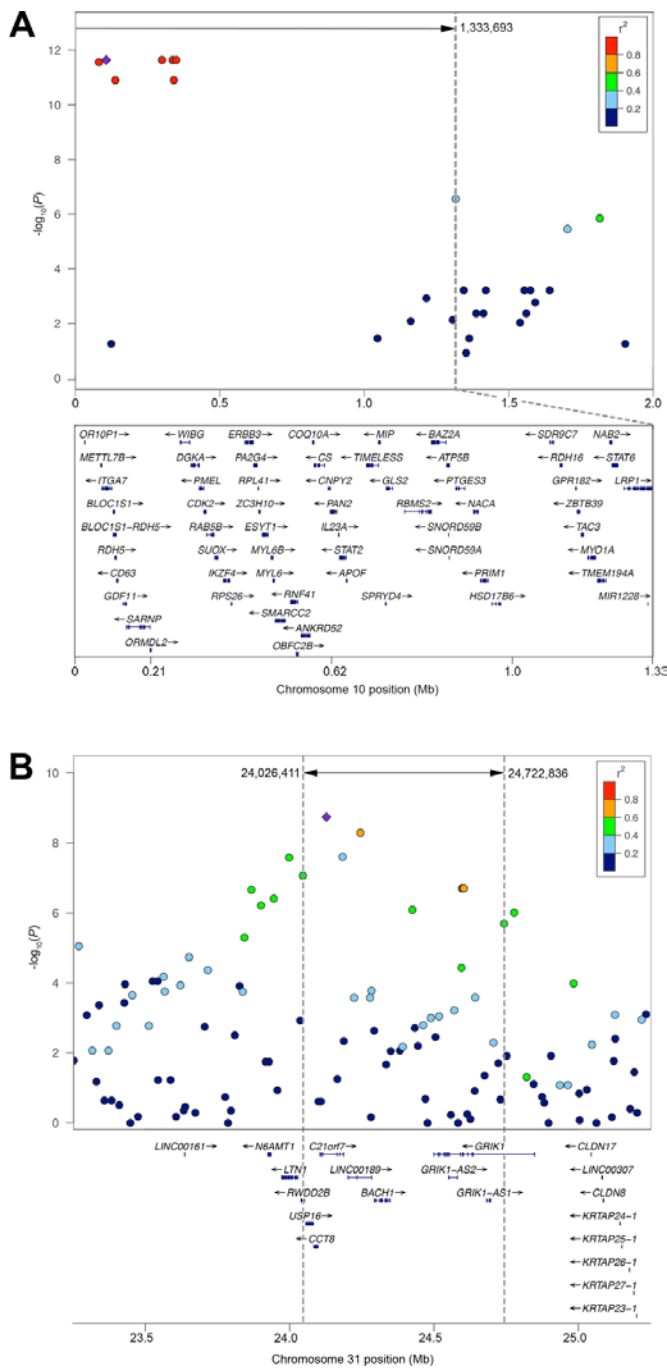 A
1,333,693
r²
0.8
0.6
0.4
0.2
12
10
8
6
4
2
0
-log₁₀(P)
0 0.5 1.0 1.5 2.0
OR10P1→ ←WIBG ERBB3→ COQ10A→ MIP→ ←BAZ2A ←SDR9C7 NAB2→
METTL7B→ DGKA→ PA2G4→ ←CS ←TIMELESS ←ATP5B ←RDH16 ←STAT6
←ITGA7 ←PMEL RPL41→ ←CNPY2 ←GLS2 ←PTGES3 GPR182→ LRP1→
BLOC1S1→ CDK2→ ZC3H10→ ←PAN2 RBMS2→ ←NACA ←ZBTB39
BLOC1S1-RDH5→ RAB5B→ ESYT1→ IL23A→ SNORD59B ←TAC3
RDH5→ SUOX→ MYL6B→ ←STAT2 ←SNORD59A ←MYO1A
←CD63 ←IKZF4→ MYL6→ ←APOF ←PRIM1 ←TMEM194A
GDF11→ RPS26→ ←RNF41 SPRYD4→ HSD17B6→ MIR1228→
←SARNP ←SMARCC2
ORMDL2→ ←ANKRD52
OBFC2B→
0 0.21 0.62 1.0 1.33
Chromosome 10 position (Mb)
B
24,026,411 24,722,836
r²
0.8
0.6
0.4
0.2
10
8
6
4
2
0
-log₁₀(P)
LINC00161→ ←N6AMT1 C21orf7→ ←GRIK1 ←CLDN17
←LTN1 LINC00189→ GRIK1-AS2→ ←LINC00307
←RWDD2B BACH1→ GRIK1-AS1→ ←CLDN8
USP16→ ←KRTAP24-1
←CCT8 ←KRTAP25-1
←KRTAP26-1
←KRTAP27-1
←KRTAP23-1
23.5 24.0 24.5 25.0
Chromosome 31 position (Mb)